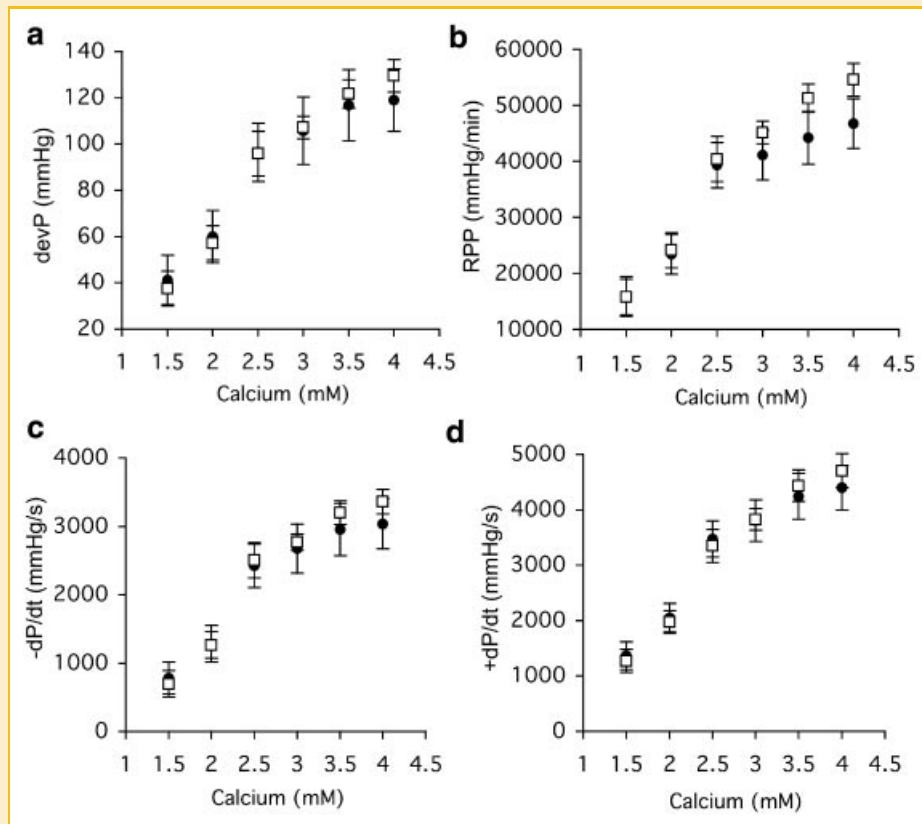 a
140
120
100
80
60
40
20
devP (mmHg)
1 1.5 2 2.5 3 3.5 4 4.5
Calcium (mM)
b
60000
50000
40000
30000
20000
10000
RPP (mmHg/min)
1 1.5 2 2.5 3 3.5 4 4.5
Calcium (mM)
c
4000
3000
2000
1000
0
-dP/dt (mmHg/s)
1 1.5 2 2.5 3 3.5 4 4.5
Calcium (mM)
d
5000
4000
3000
2000
1000
0
+dP/dt (mmHg/s)
1 1.5 2 2.5 3 3.5 4 4.5
Calcium (mM)